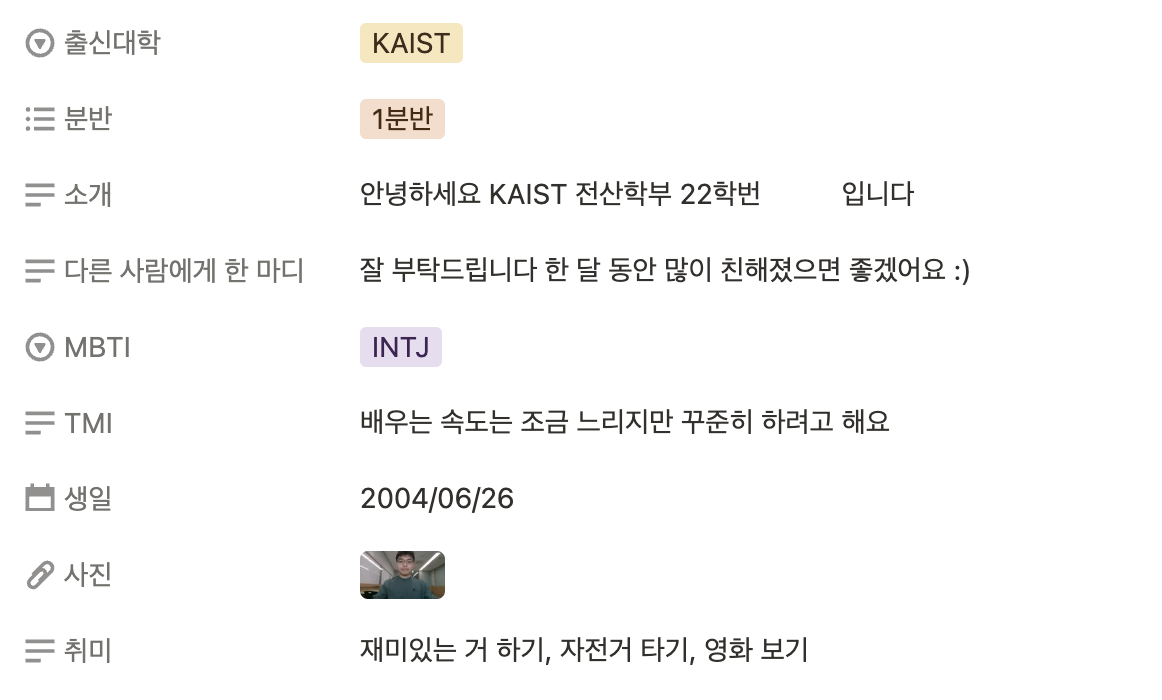 출신대학 KAIST
분반 1분반
소개 안녕하세요 KAIST 전산학부 22학번 입니다
다른 사람에게 한 마디 잘 부탁드립니다 한 달 동안 많이 친해졌으면 좋겠어요 :)
MBTI INTJ
TMI 배우는 속도는 조금 느리지만 꾸준히 하려고 해요
생일 2004/06/26
사진
취미 재미있는 거 하기, 자전거 타기, 영화 보기